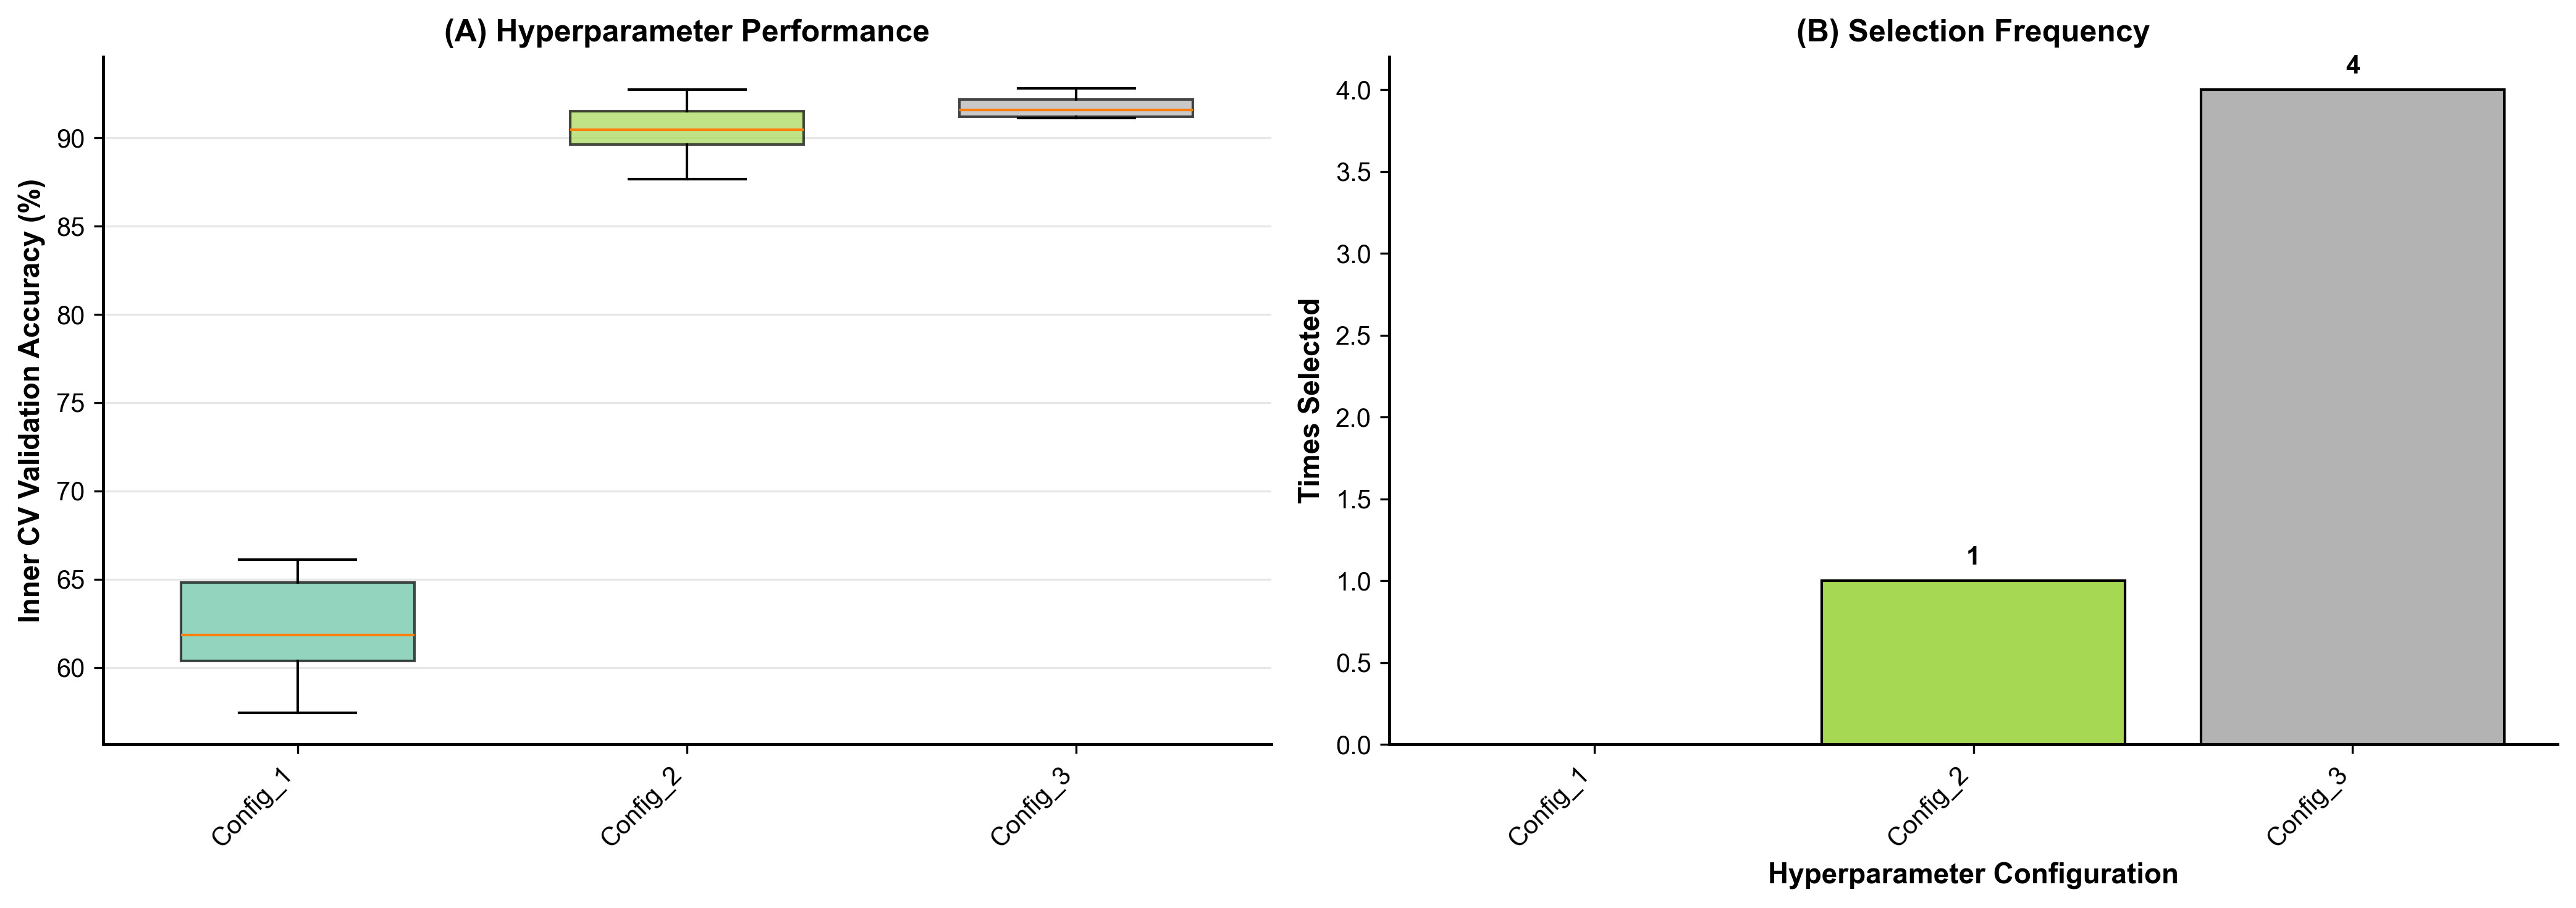 (A) Hyperparameter Performance
Inner CV Validation Accuracy (%)
90
85
80
75
70
65
60
Config_1
Config_2
Config_3
(B) Selection Frequency
Times Selected
4.0
3.5
3.0
2.5
2.0
1.5
1.0
0.5
0.0
1
4
Config_1
Config_2
Config_3
Hyperparameter Configuration